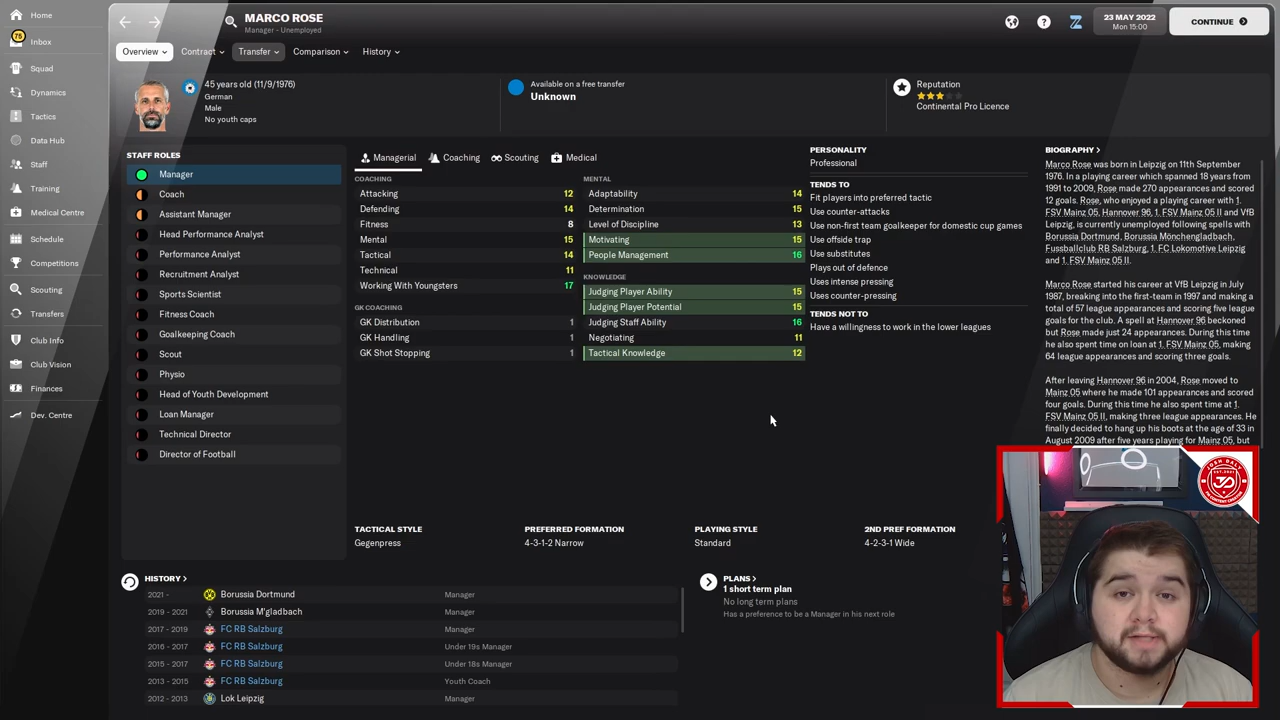 Home
76
Inbox
Squad
Dynamics
Tactics
Data Hub
Staff
Training
Medical Centre
Schedule
Competitions
Scouting
Transfers
Club Info
Club Vision
Finances
Dev. Centre
MARCO ROSE
Manager - Unemployed
23 MAY 2022
Mon 15:00
CONTINUE
Overview
Contract
Transfer
Comparison
History
45 years old (11/9/1976)
German
Male
No youth caps
Available on a free transfer
Unknown
Reputation
Continental Pro Licence
STAFF ROLES
Manager
Coach
Assistant Manager
Head Performance Analyst
Performance Analyst
Recruitment Analyst
Sports Scientist
Fitness Coach
Goalkeeping Coach
Scout
Physio
Head of Youth Development
Loan Manager
Technical Director
Director of Football
Managerial
Coaching
Scouting
Medical
COACHING
Attacking 12
Defending 14
Fitness 8
Mental 15
Tactical 14
Technical 11
Working With Youngsters 17
GK COACHING
GK Distribution 1
GK Handling 1
GK Shot Stopping 1
MENTAL
Adaptability 14
Determination 15
Level of Discipline 13
Motivating 15
People Management 16
KNOWLEDGE
Judging Player Ability 15
Judging Player Potential 15
Judging Staff Ability 16
Negotiating 11
Tactical Knowledge 12
PERSONALITY
Professional
TENDS TO
Fit players into preferred tactic
Use counter-attacks
Use non-first team goalkeeper for domestic cup games
Use offside trap
Use substitutes
Plays out of defence
Uses intense pressing
Uses counter-pressing
TENDS NOT TO
Have a willingness to work in the lower leagues
BIOGRAPHY
Marco Rose was born in Leipzig on 11th September
1976. In a playing career which spanned 18 years from
1991 to 2009, Rose made 270 appearances and scored
12 goals. Rose, who enjoyed a playing career with 1.
FSV Mainz 05, Hannover 96, 1. FSV Mainz 05 II and VfB
Leipzig, is currently unemployed following spells with
Borussia Dortmund, Borussia Mönchengladbach,
Fussballclub RB Salzburg, 1. FC Lokomotive Leipzig
and 1. FSV Mainz 05 II.
Marco Rose started his career at VfB Leipzig in July
1987, breaking into the first-team in 1997 and making a
total of 57 league appearances and scoring five league
goals for the club. A spell at Hannover 96 beckoned
but Rose made just 24 appearances. During this time
he also spent time on loan at 1. FSV Mainz 05, making
64 league appearances and scoring three goals.
After leaving Hannover 96 in 2004, Rose moved to
Mainz 05 where he made 101 appearances and scored
four goals. During this time he also spent time at 1.
FSV Mainz 05 II, making three league appearances. He
finally decided to hang up his boots at the age of 33 in
August 2009 after five years playing for Mainz 05, but
TACTICAL STYLE
Gegenpress
PREFERRED FORMATION
4-3-1-2 Narrow
PLAYING STYLE
Standard
2ND PREF FORMATION
4-2-3-1 Wide
HISTORY
2021 - Borussia Dortmund Manager
2019 - 2021 Borussia M'gladbach Manager
2017 - 2019 FC RB Salzburg Manager
2016 - 2017 FC RB Salzburg Under 19s Manager
2015 - 2017 FC RB Salzburg Under 18s Manager
2013 - 2015 FC RB Salzburg Youth Coach
2012 - 2013 Lok Leipzig Manager
PLANS
1 short term plan
No long term plans
Has a preference to be a Manager in his next role
JOSH DALY
JD
FM CONTENT CREATOR